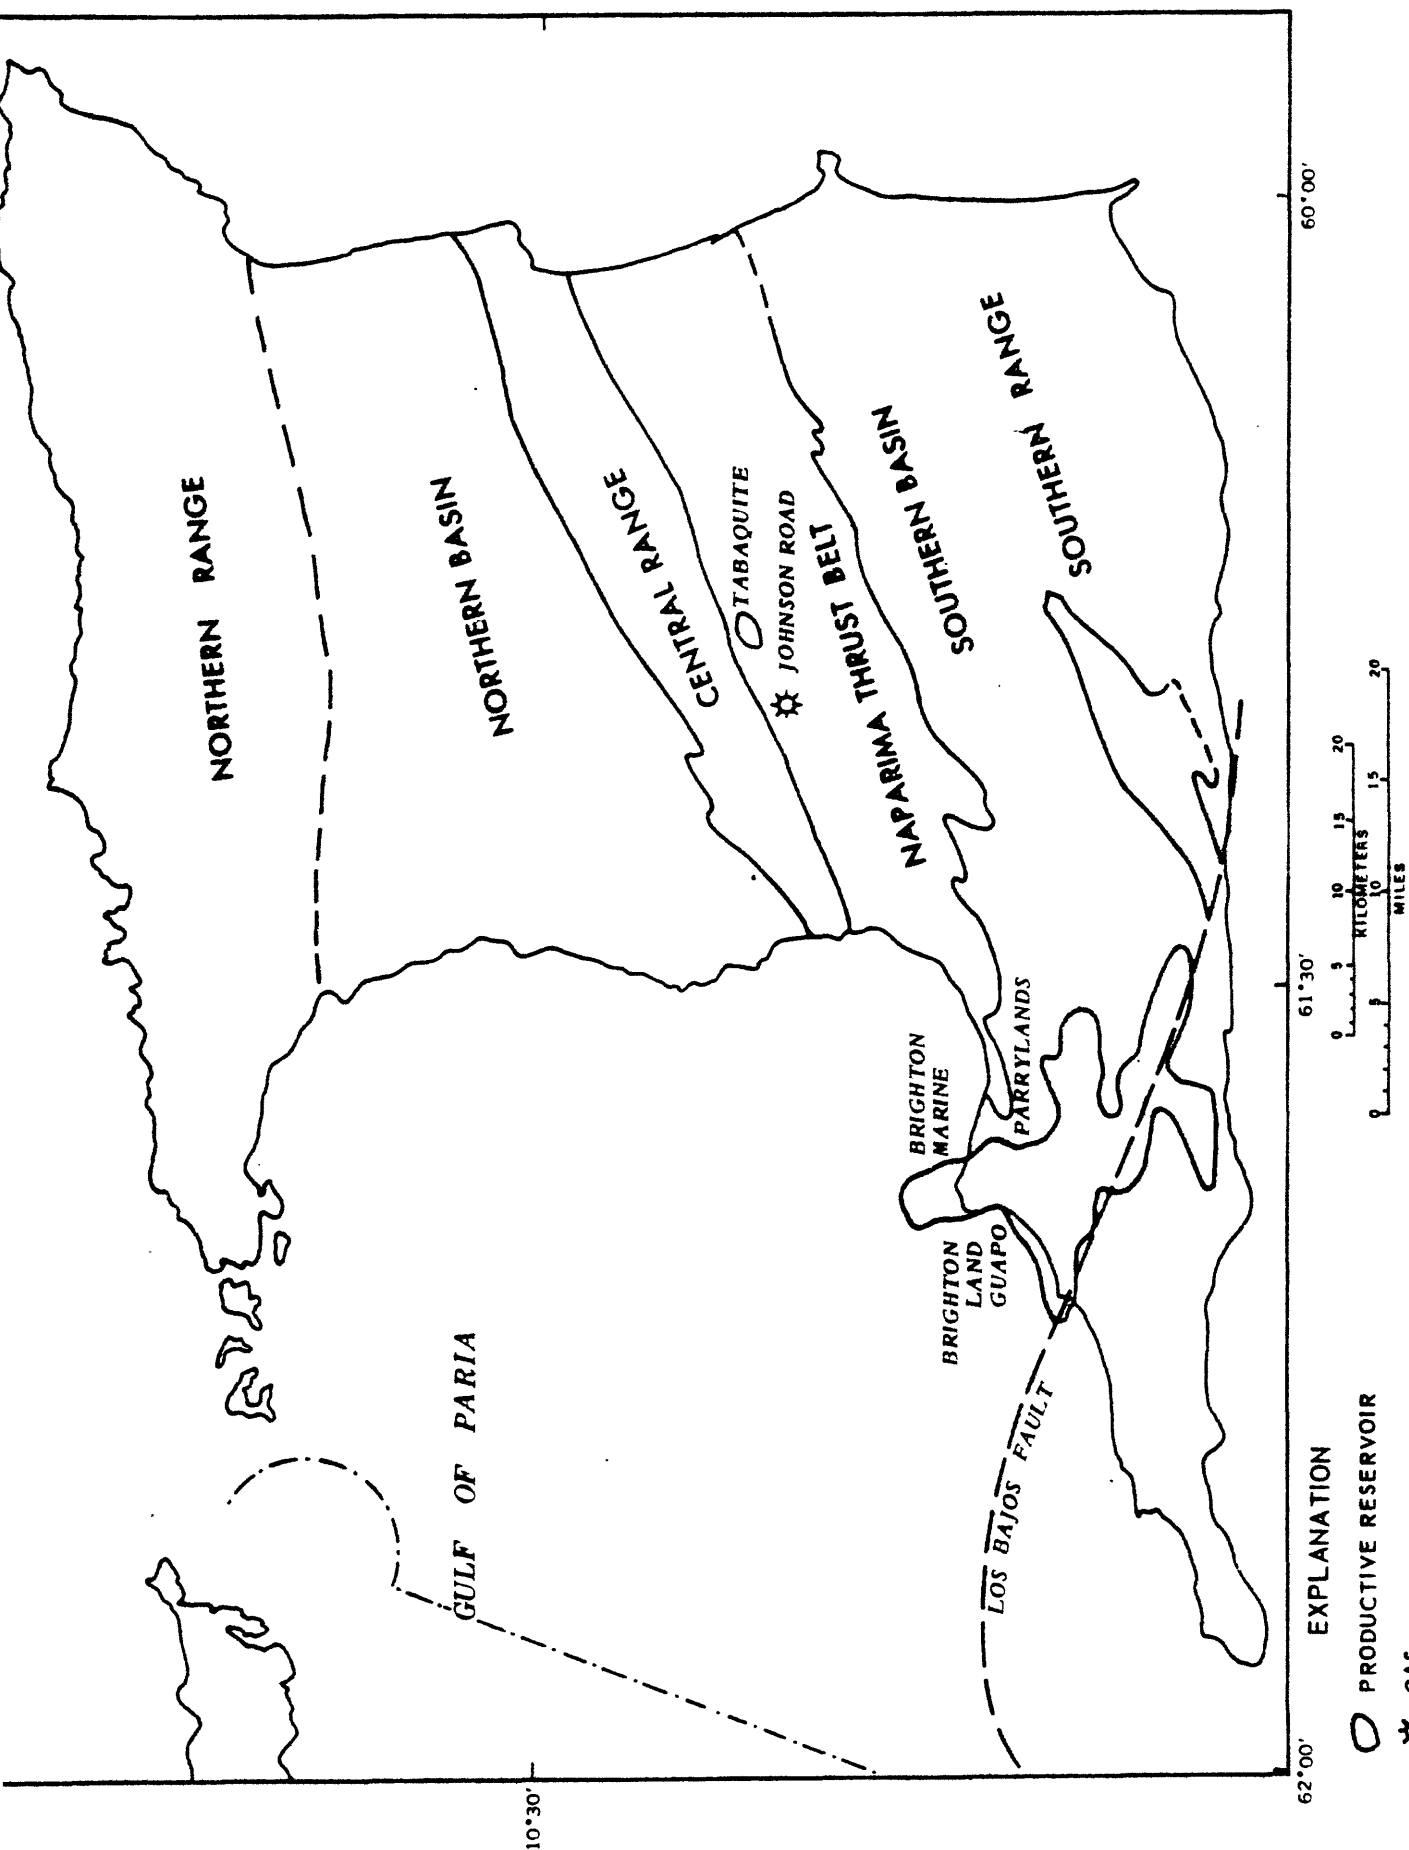 NORTHERN RANGE
NORTHERN BASIN
CENTRAL RANGE
TABAQUITE
JOHNSON ROAD
NAPARIMA THRUST BELT
SOUTHERN BASIN
SOUTHERN RANGE
GULF OF PARIA
BRIGHTON
MARINE
PARRYLANDS
BRIGHTON
LAND
GUAPO
LOS BAJOS FAULT
10°30'
62°00'
61°30'
60°00'
EXPLANATION
PRODUCTIVE RESERVOIR
0 5 10 15 20
KILOMETERS
0 5 10 15 20
MILES